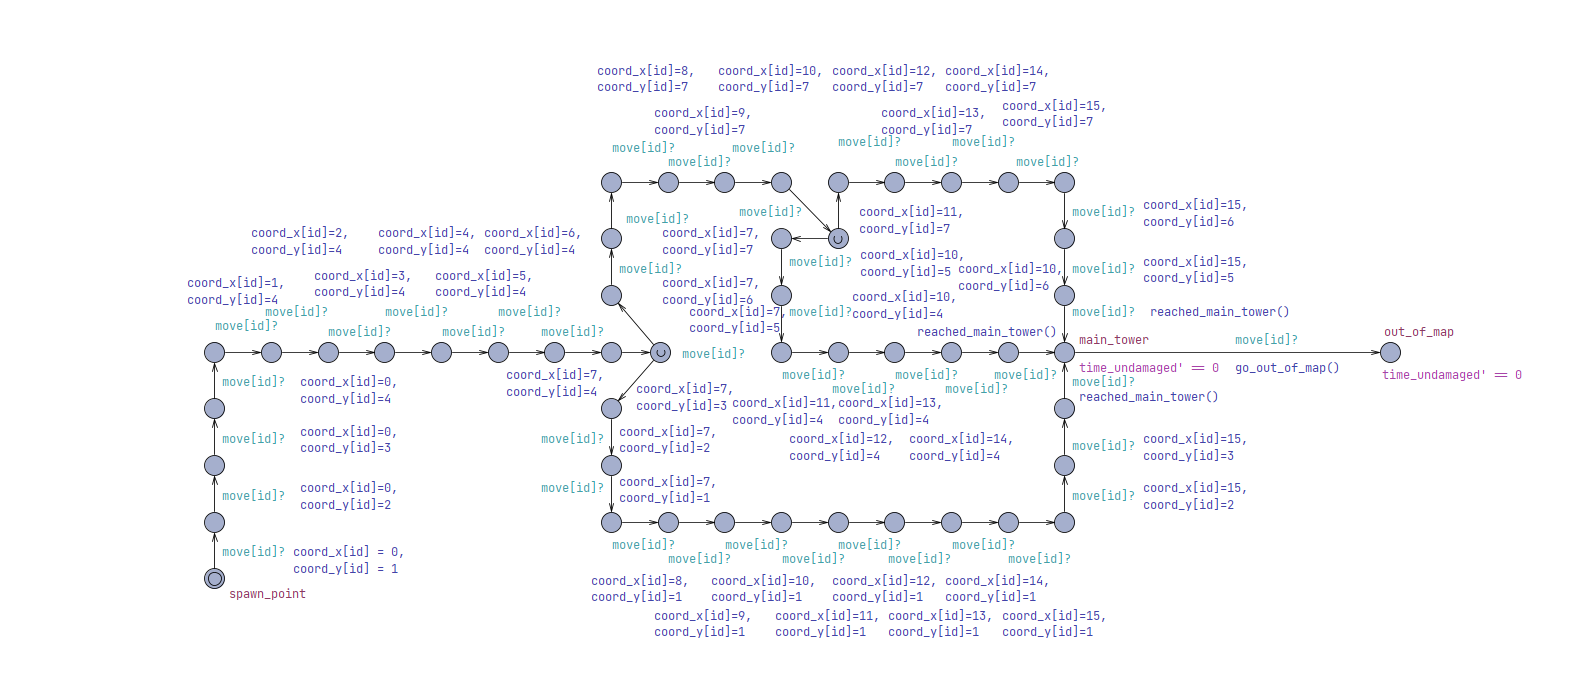 coord_x[id]=8, coord_x[id]=10, coord_x[id]=12, coord_x[id]=14,
coord_y[id]=7 coord_y[id]=7 coord_y[id]=7 coord_y[id]=7
coord_x[id]=9, coord_x[id]=13, coord_x[id]=15,
coord_y[id]=7 coord_y[id]=7 coord_y[id]=7
move[id]? move[id]? move[id]? move[id]?
move[id]? move[id]? move[id]?
move[id]? coord_x[id]=11, move[id]? coord_x[id]=15,
coord_y[id]=7 coord_y[id]=6
move[id]?
coord_x[id]=2, coord_x[id]=4, coord_x[id]=6, coord_x[id]=7,
coord_y[id]=4 coord_y[id]=4 coord_y[id]=4 coord_y[id]=7
move[id]? move[id]? coord_x[id]=10, coord_x[id]=10, move[id]? coord_x[id]=15,
coord_y[id]=5 coord_y[id]=6 coord_y[id]=5
coord_x[id]=1, coord_x[id]=3, coord_x[id]=5, coord_x[id]=7,
coord_y[id]=4 coord_y[id]=4 coord_y[id]=4 coord_y[id]=6
coord_x[id]=10,
coord_y[id]=4
move[id]? move[id]? move[id]? coord_x[id]=7, move[id]? move[id]? reached_main_tower()
coord_y[id]=5
move[id]? move[id]? move[id]? move[id]? reached_main_tower() out_of_map
move[id]? main_tower move[id]?
time_undamaged' == 0 go_out_of_map() time_undamaged' == 0
move[id]? coord_x[id]=0, coord_x[id]=7, move[id]? move[id]? move[id]? move[id]?
coord_y[id]=4 coord_y[id]=4 coord_x[id]=7, move[id]? move[id]? reached_main_tower()
coord_y[id]=3 coord_x[id]=11, coord_x[id]=13,
coord_y[id]=4 coord_y[id]=4
move[id]? coord_x[id]=0, move[id]? coord_x[id]=7, coord_x[id]=12, coord_x[id]=14, move[id]? coord_x[id]=15,
coord_y[id]=3 coord_y[id]=2 coord_y[id]=4 coord_y[id]=4 coord_y[id]=3
move[id]? coord_x[id]=0, move[id]? coord_x[id]=7, move[id]? coord_x[id]=15,
coord_y[id]=2 coord_y[id]=1 coord_y[id]=2
move[id]? coord_x[id] = 0, move[id]? move[id]? move[id]? move[id]?
coord_y[id] = 1 move[id]? move[id]? move[id]? move[id]?
spawn_point
coord_x[id]=8, coord_x[id]=10, coord_x[id]=12, coord_x[id]=14,
coord_y[id]=1 coord_y[id]=1 coord_y[id]=1 coord_y[id]=1
coord_x[id]=9, coord_x[id]=11, coord_x[id]=13, coord_x[id]=15,
coord_y[id]=1 coord_y[id]=1 coord_y[id]=1 coord_y[id]=1